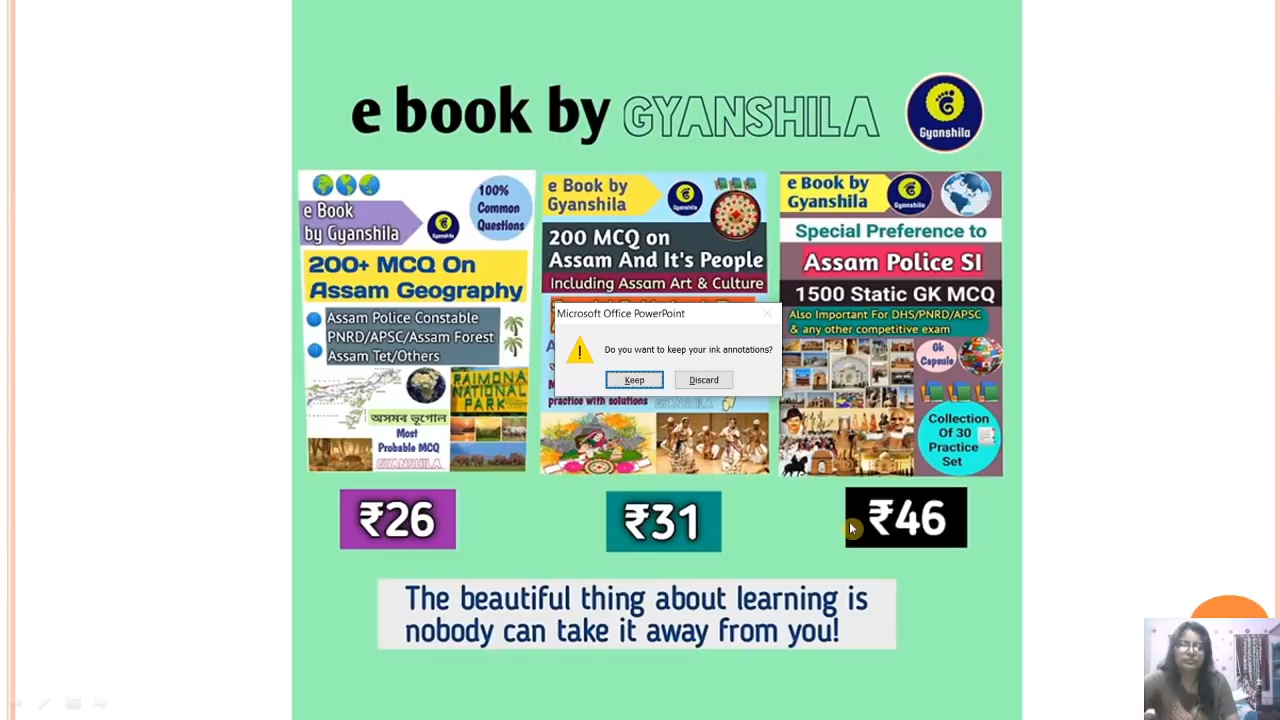 e book by GYANSHILA
Gyanshila
100%
Common
Questions
e Book
by Gyanshila
Gyanshila
200+ MCQ On
Assam Geography
Assam Police Constable
PNRD/APSC/Assam Forest
Assam Tet/Others
RAIMONA
NATIONAL
PARK
অসমৰ ভূগোল
Most
Probable MCQ
GYANSHILA
e Book by
Gyanshila
Gyanshila
200 MCQ on
Assam And It's People
Including Assam Art & Culture
practice with solutions
GYANSHILA
e Book by
Gyanshila
Gyanshila
Special Preference to
Assam Police SI
1500 Static GK MCQ
Also Important For DHS/PNRD/APSC
& any other competitive exam
Gk
Capsule
Collection
Of 30
Practice
Set
Microsoft Office PowerPoint
Do you want to keep your ink annotations?
Keep
Discard
₹26
₹31
₹46
The beautiful thing about learning is
nobody can take it away from you!